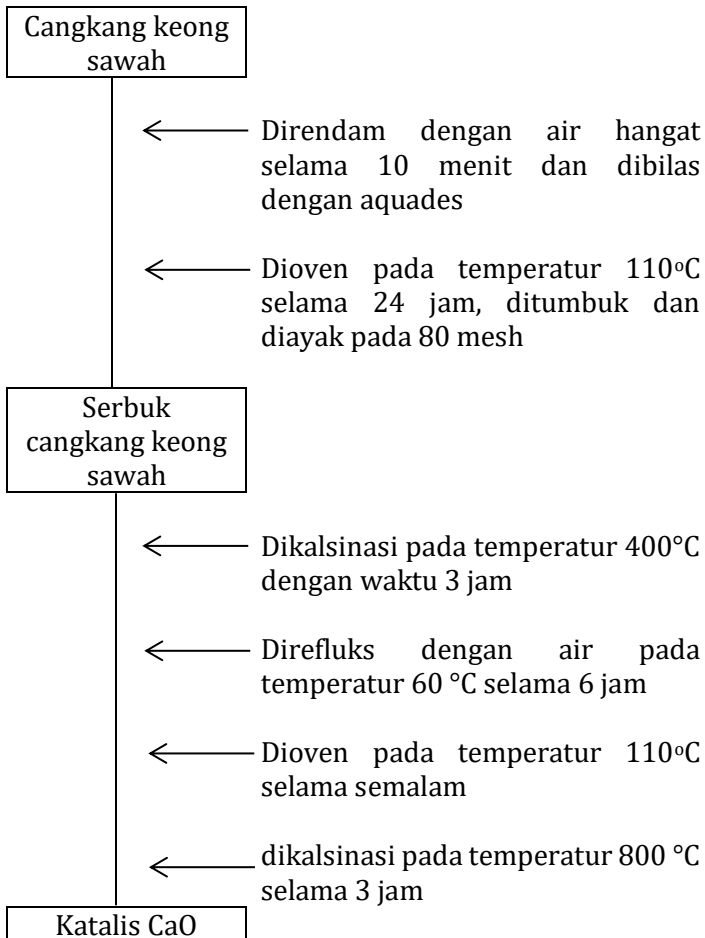 Cangkang keong
sawah
Direndam dengan air hangat
selama 10 menit dan dibilas
dengan aquades
Dioven pada temperatur 110ᵒC
selama 24 jam, ditumbuk dan
diayak pada 80 mesh
Serbuk
cangkang keong
sawah
Dikalsinasi pada temperatur 400°C
dengan waktu 3 jam
Direfluks dengan air pada
temperatur 60 °C selama 6 jam
Dioven pada temperatur 110ᵒC
selama semalam
dikalsinasi pada temperatur 800 °C
selama 3 jam
Katalis CaO